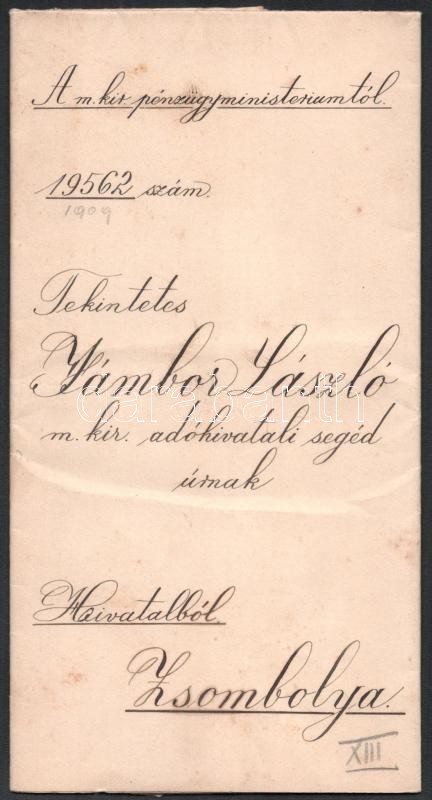 A m. kir. pénzügyministeriumtól.
19562 szám.
1909
Tekintetes
Jámbor László
m. kir. adóhivatali segéd
úrnak
Hivatalból.
Zsombolya.
XIII